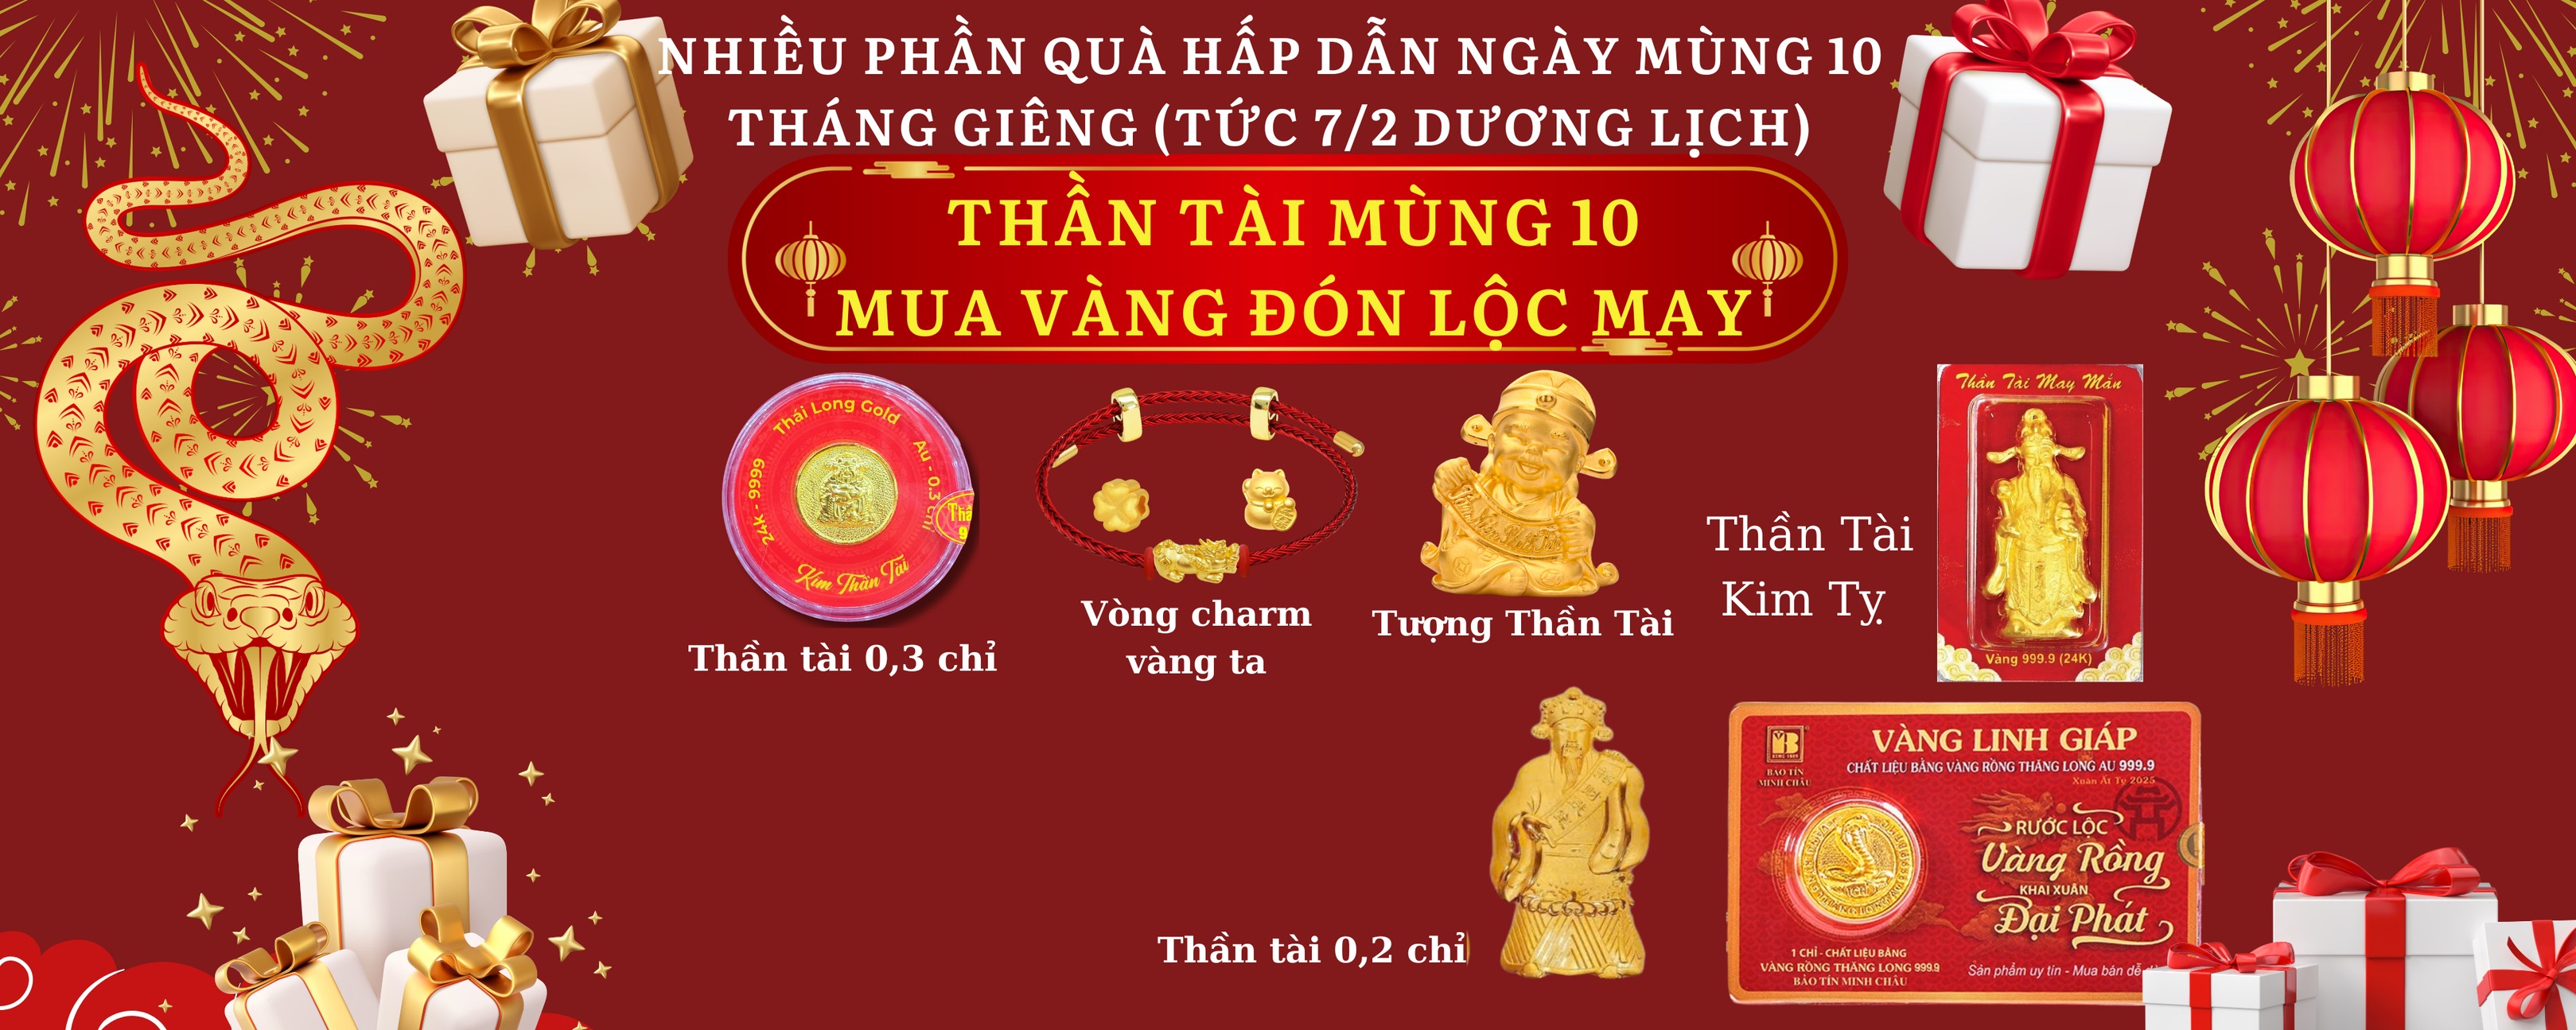 NHIỀU PHẦN QUÀ HẤP DẪN NGÀY MÙNG 10
THÁNG GIÊNG (TỨC 7/2 DƯƠNG LỊCH)
THẦN TÀI MÙNG 10
MUA VÀNG ĐÓN LỘC MAY
Thái Long Gold
24K - 9999
Au - 0.3 chỉ
Kim Thần Tài
Thần tài 0,3 chỉ
Vòng charm
vàng ta
Tượng Thần Tài
Thần Tài
Kim Tỵ
Thần Tài May Mắn
Vàng 999.9 (24K)
Thần tài 0,2 chỉ
BẢO TÍN
MINH CHÂU
VÀNG LINH GIÁP
CHẤT LIỆU BẰNG VÀNG RỒNG THĂNG LONG AU 999.9
Xuân Ất Tỵ 2025
RƯỚC LỘC
Vàng Rồng
KHAI XUÂN
Đại Phát
1 CHỈ - CHẤT LIỆU BẰNG
VÀNG RỒNG THĂNG LONG 999.9
BẢO TÍN MINH CHÂU
Sản phẩm uy tín - Mua bán dễ